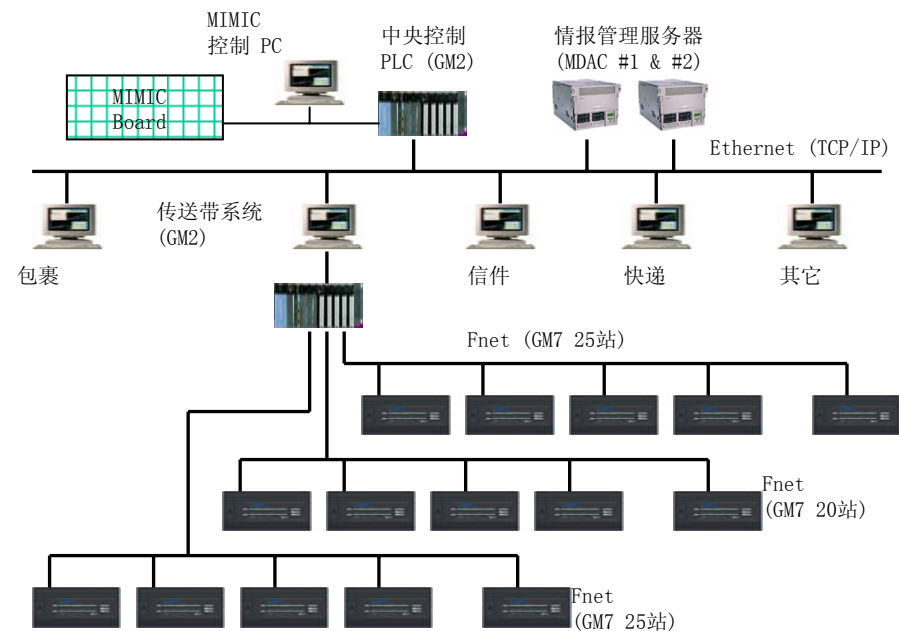 MIMIC
控制 PC
中央控制
PLC (GM2)
情报管理服务器
(MDAC #1 & #2)
MIMIC
Board
Ethernet (TCP/IP)
传送带系统
(GM2)
包裹
信件
快递
其它
Fnet (GM7 25站)
Fnet
(GM7 20站)
Fnet
(GM7 25站)